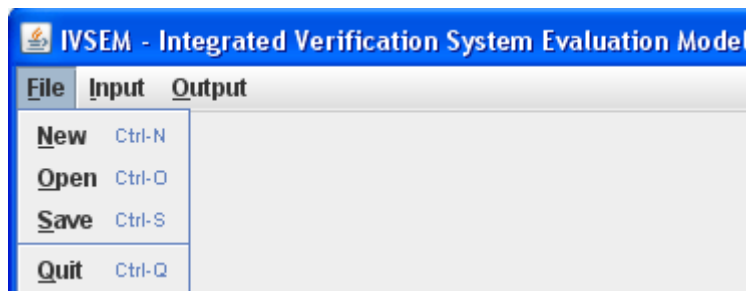 IVSEM - Integrated Verification System Evaluation Model
File Input Output
New Ctrl-N
Open Ctrl-O
Save Ctrl-S
Quit Ctrl-Q